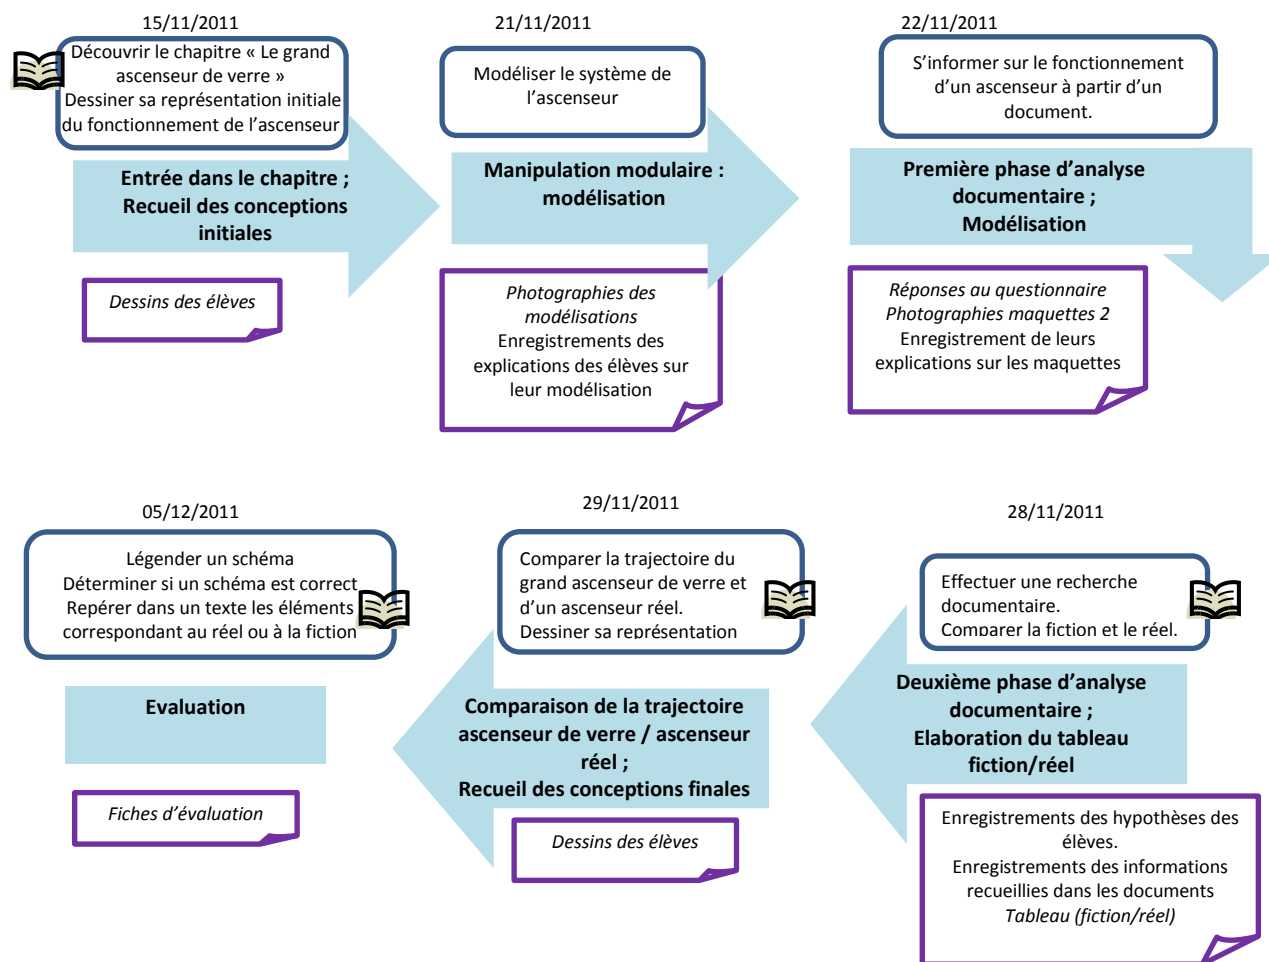 15/11/2011
Découvrir le chapitre « Le grand
ascenseur de verre »
Dessiner sa représentation initiale
du fonctionnement de l’ascenseur
Entrée dans le chapitre ;
Recueil des conceptions
initiales
Dessins des élèves
21/11/2011
Modéliser le système de
l’ascenseur
Manipulation modulaire :
modélisation
Photographies des
modélisations
Enregistrements des
explications des élèves sur
leur modélisation
22/11/2011
S’informer sur le fonctionnement
d’un ascenseur à partir d’un
document.
Première phase d’analyse
documentaire ;
Modélisation
Réponses au questionnaire
Photographies maquettes 2
Enregistrement de leurs
explications sur les maquettes
28/11/2011
Effectuer une recherche
documentaire.
Comparer la fiction et le réel.
Deuxième phase d’analyse
documentaire ;
Elaboration du tableau
fiction/réel
Enregistrements des hypothèses des
élèves.
Enregistrements des informations
recueillies dans les documents
Tableau (fiction/réel)
29/11/2011
Comparer la trajectoire du
grand ascenseur de verre et
d’un ascenseur réel.
Dessiner sa représentation
Comparaison de la trajectoire
ascenseur de verre / ascenseur
réel ;
Recueil des conceptions finales
Dessins des élèves
05/12/2011
Légender un schéma
Déterminer si un schéma est correct
Repérer dans un texte les éléments
correspondant au réel ou à la fiction
Evaluation
Fiches d’évaluation